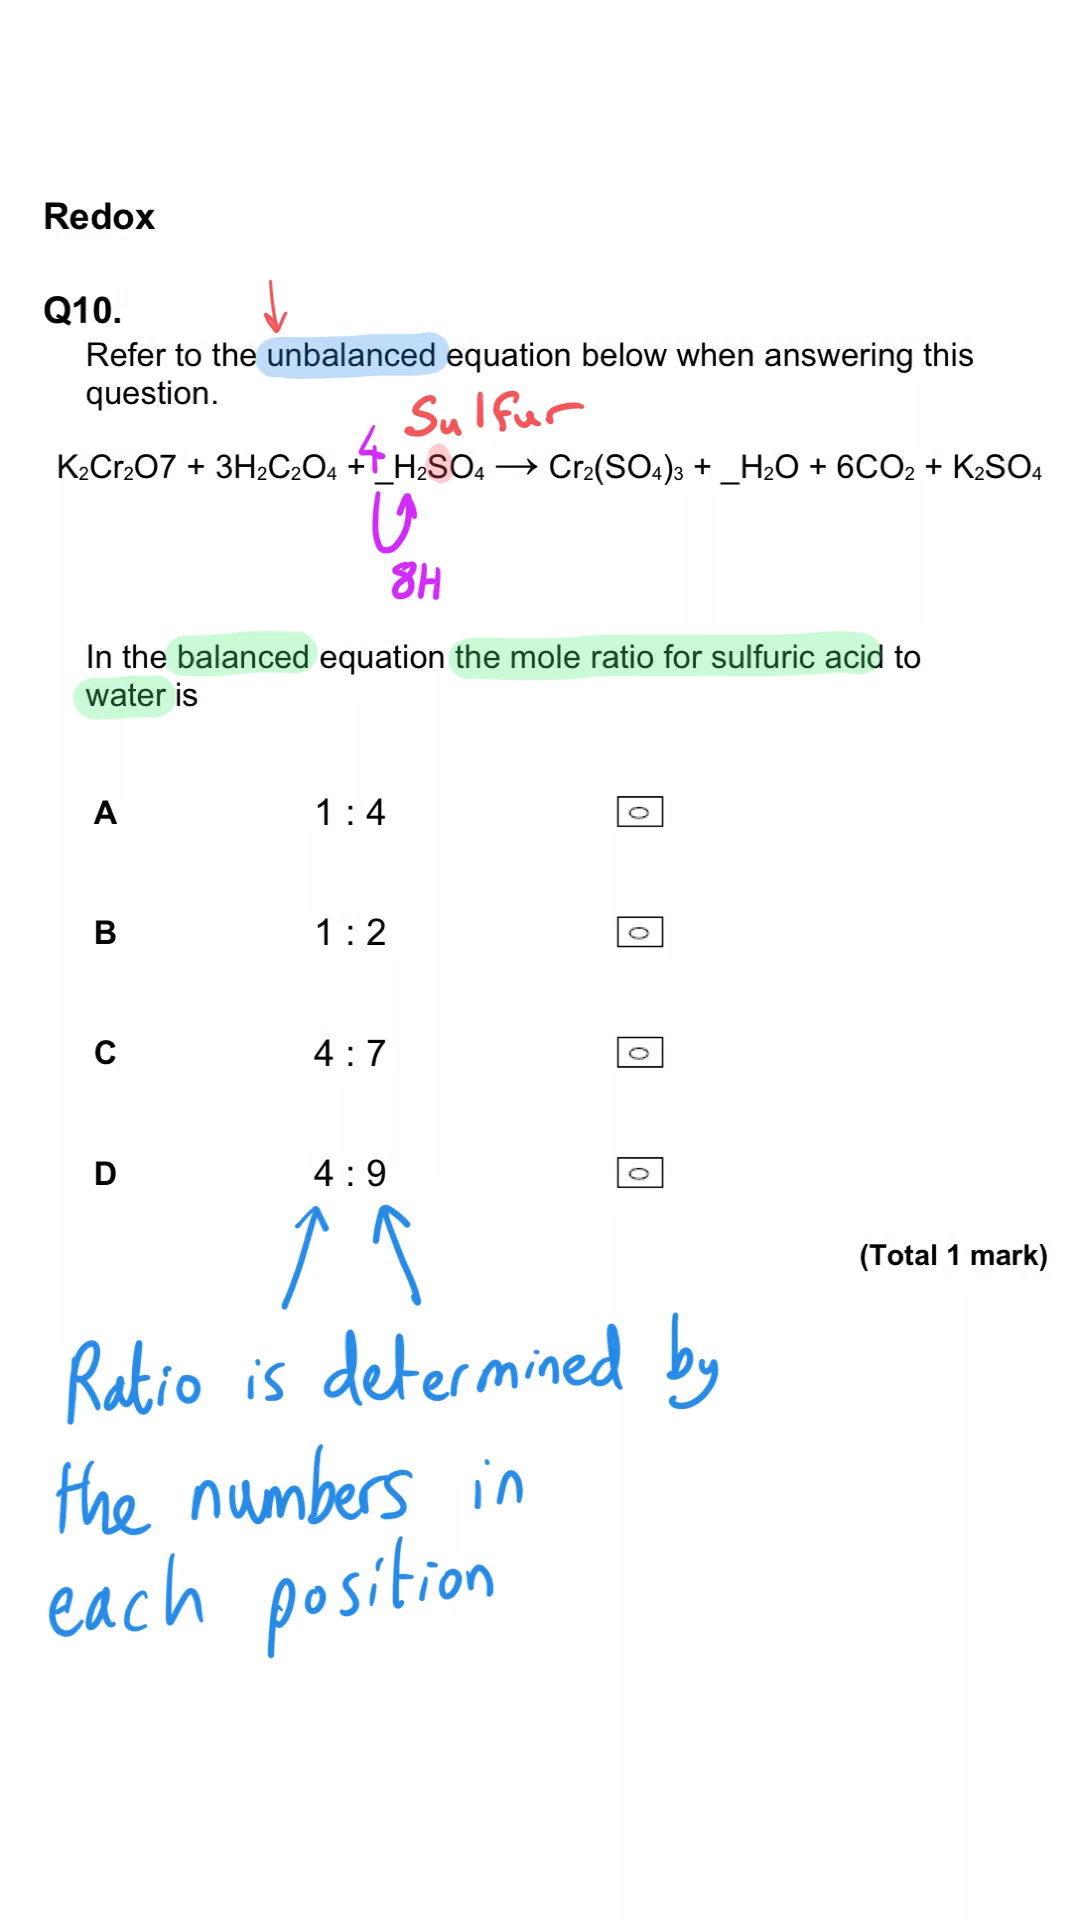 Redox
Q10.
Refer to the unbalanced equation below when answering this
question.
Sulfur
4
K₂Cr₂O7 + 3H₂C₂O₄ + _H₂SO₄ → Cr₂(SO₄)₃ + _H₂O + 6CO₂ + K₂SO₄
8H
In the balanced equation the mole ratio for sulfuric acid to
water is
A 1 : 4
B 1 : 2
C 4 : 7
D 4 : 9
(Total 1 mark)
Ratio is determined by
the numbers in
each position